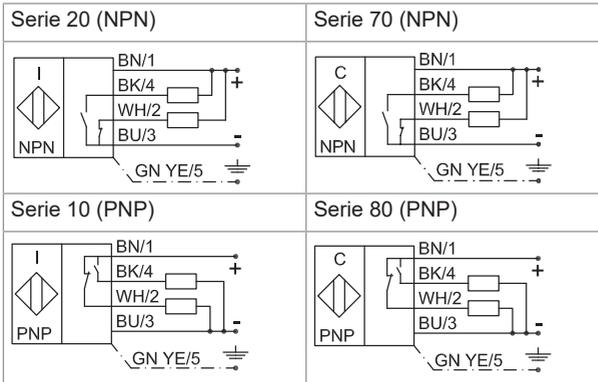 Serie 20 (NPN)
I
NPN
BN/1
+
BK/4
WH/2
BU/3
-
GN YE/5
Serie 70 (NPN)
C
NPN
BN/1
+
BK/4
WH/2
BU/3
-
GN YE/5
Serie 10 (PNP)
I
PNP
BN/1
+
BK/4
WH/2
BU/3
-
GN YE/5
Serie 80 (PNP)
C
PNP
BN/1
+
BK/4
WH/2
BU/3
-
GN YE/5